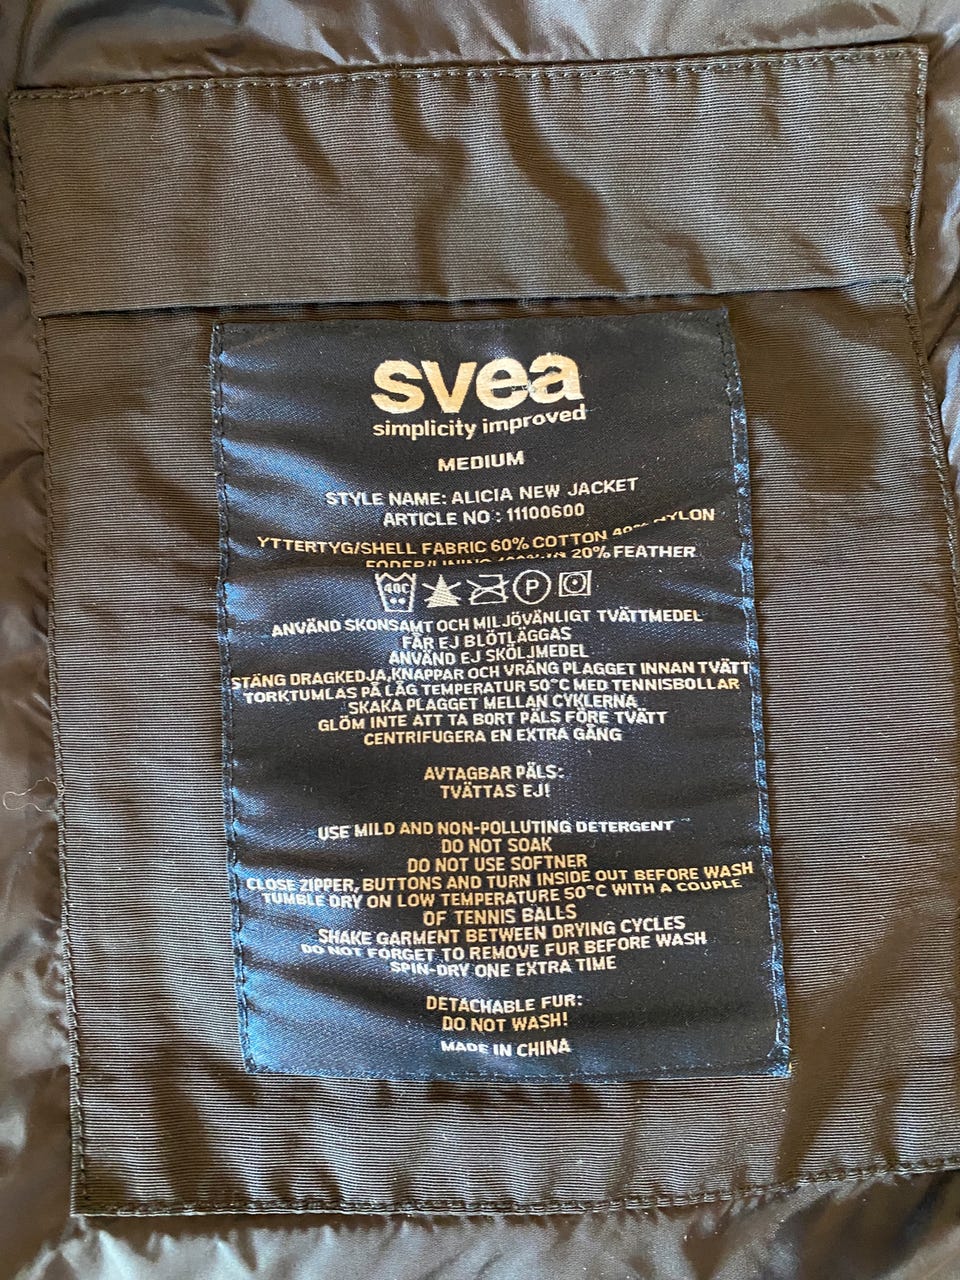 svea
simplicity improved
MEDIUM
STYLE NAME: ALICIA NEW JACKET
ARTICLE NO : 11100600
YTTERTYG/SHELL FABRIC 60% COTTON 40% NYLON
20% FEATHER
40C P
ANVÄND SKONSAMT OCH MILJÖVÄNLIGT TVÄTTMEDEL
FÅR EJ BLÖTLÄGGAS
ANVÄND EJ SKÖLJMEDEL
STÄNG DRAGKEDJA,KNAPPAR OCH VRÄNG PLAGGET INNAN TVÄTT
TORKTUMLAS PÅ LÅG TEMPERATUR 50°C MED TENNISBOLLAR
SKAKA PLAGGET MELLAN CYKLERNA
GLÖM INTE ATT TA BORT PÄLS FÖRE TVÄTT
CENTRIFUGERA EN EXTRA GÅNG
AVTAGBAR PÄLS:
TVÄTTAS EJ!
USE MILD AND NON-POLLUTING DETERGENT
DO NOT SOAK
DO NOT USE SOFTNER
CLOSE ZIPPER, BUTTONS AND TURN INSIDE OUT BEFORE WASH
TUMBLE DRY ON LOW TEMPERATURE 50°C WITH A COUPLE
OF TENNIS BALLS
SHAKE GARMENT BETWEEN DRYING CYCLES
DO NOT FORGET TO REMOVE FUR BEFORE WASH
SPIN-DRY ONE EXTRA TIME
DETACHABLE FUR:
DO NOT WASH!
MADE IN CHINA